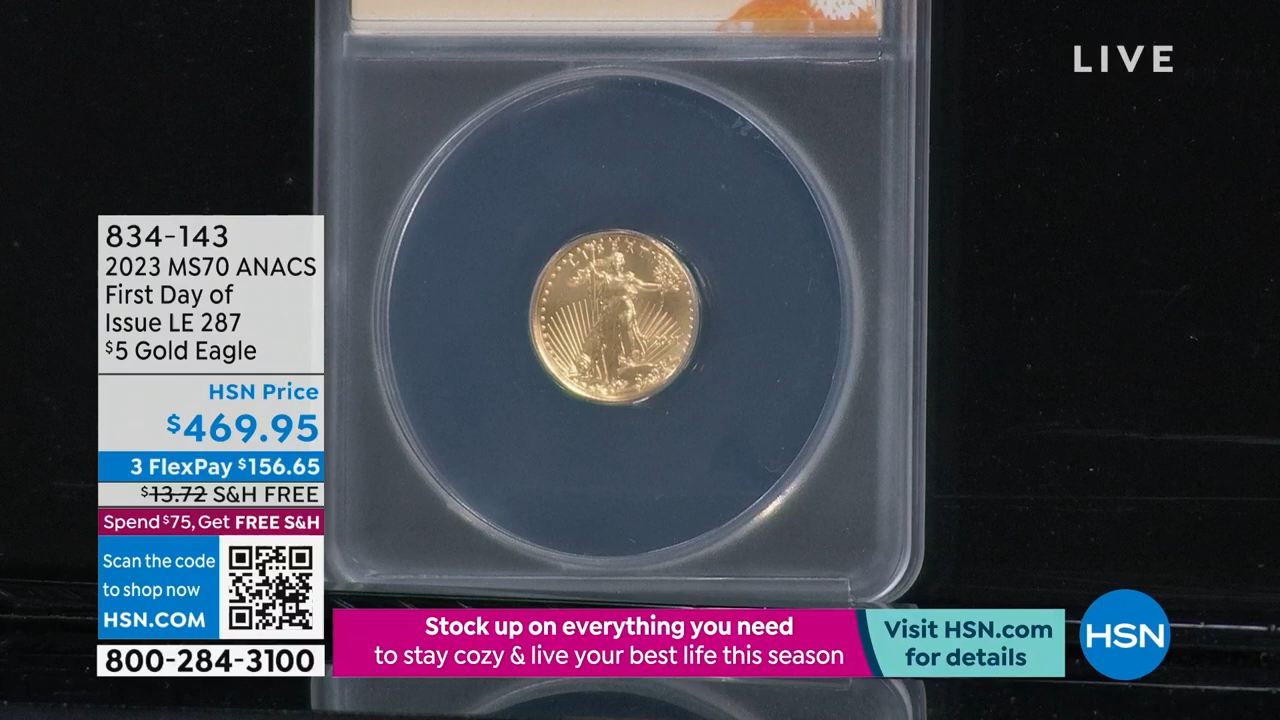 LIVE
LIBERTY
834-143
2023 MS70 ANACS
First Day of
Issue LE 287
$5 Gold Eagle
HSN Price
$469.95
3 FlexPay $156.65
$13.72 S&H FREE
Spend $75, Get FREE S&H
Scan the code
to shop now
HSN.COM
800-284-3100
Stock up on everything you need
to stay cozy & live your best life this season
Visit HSN.com
for details
HSN